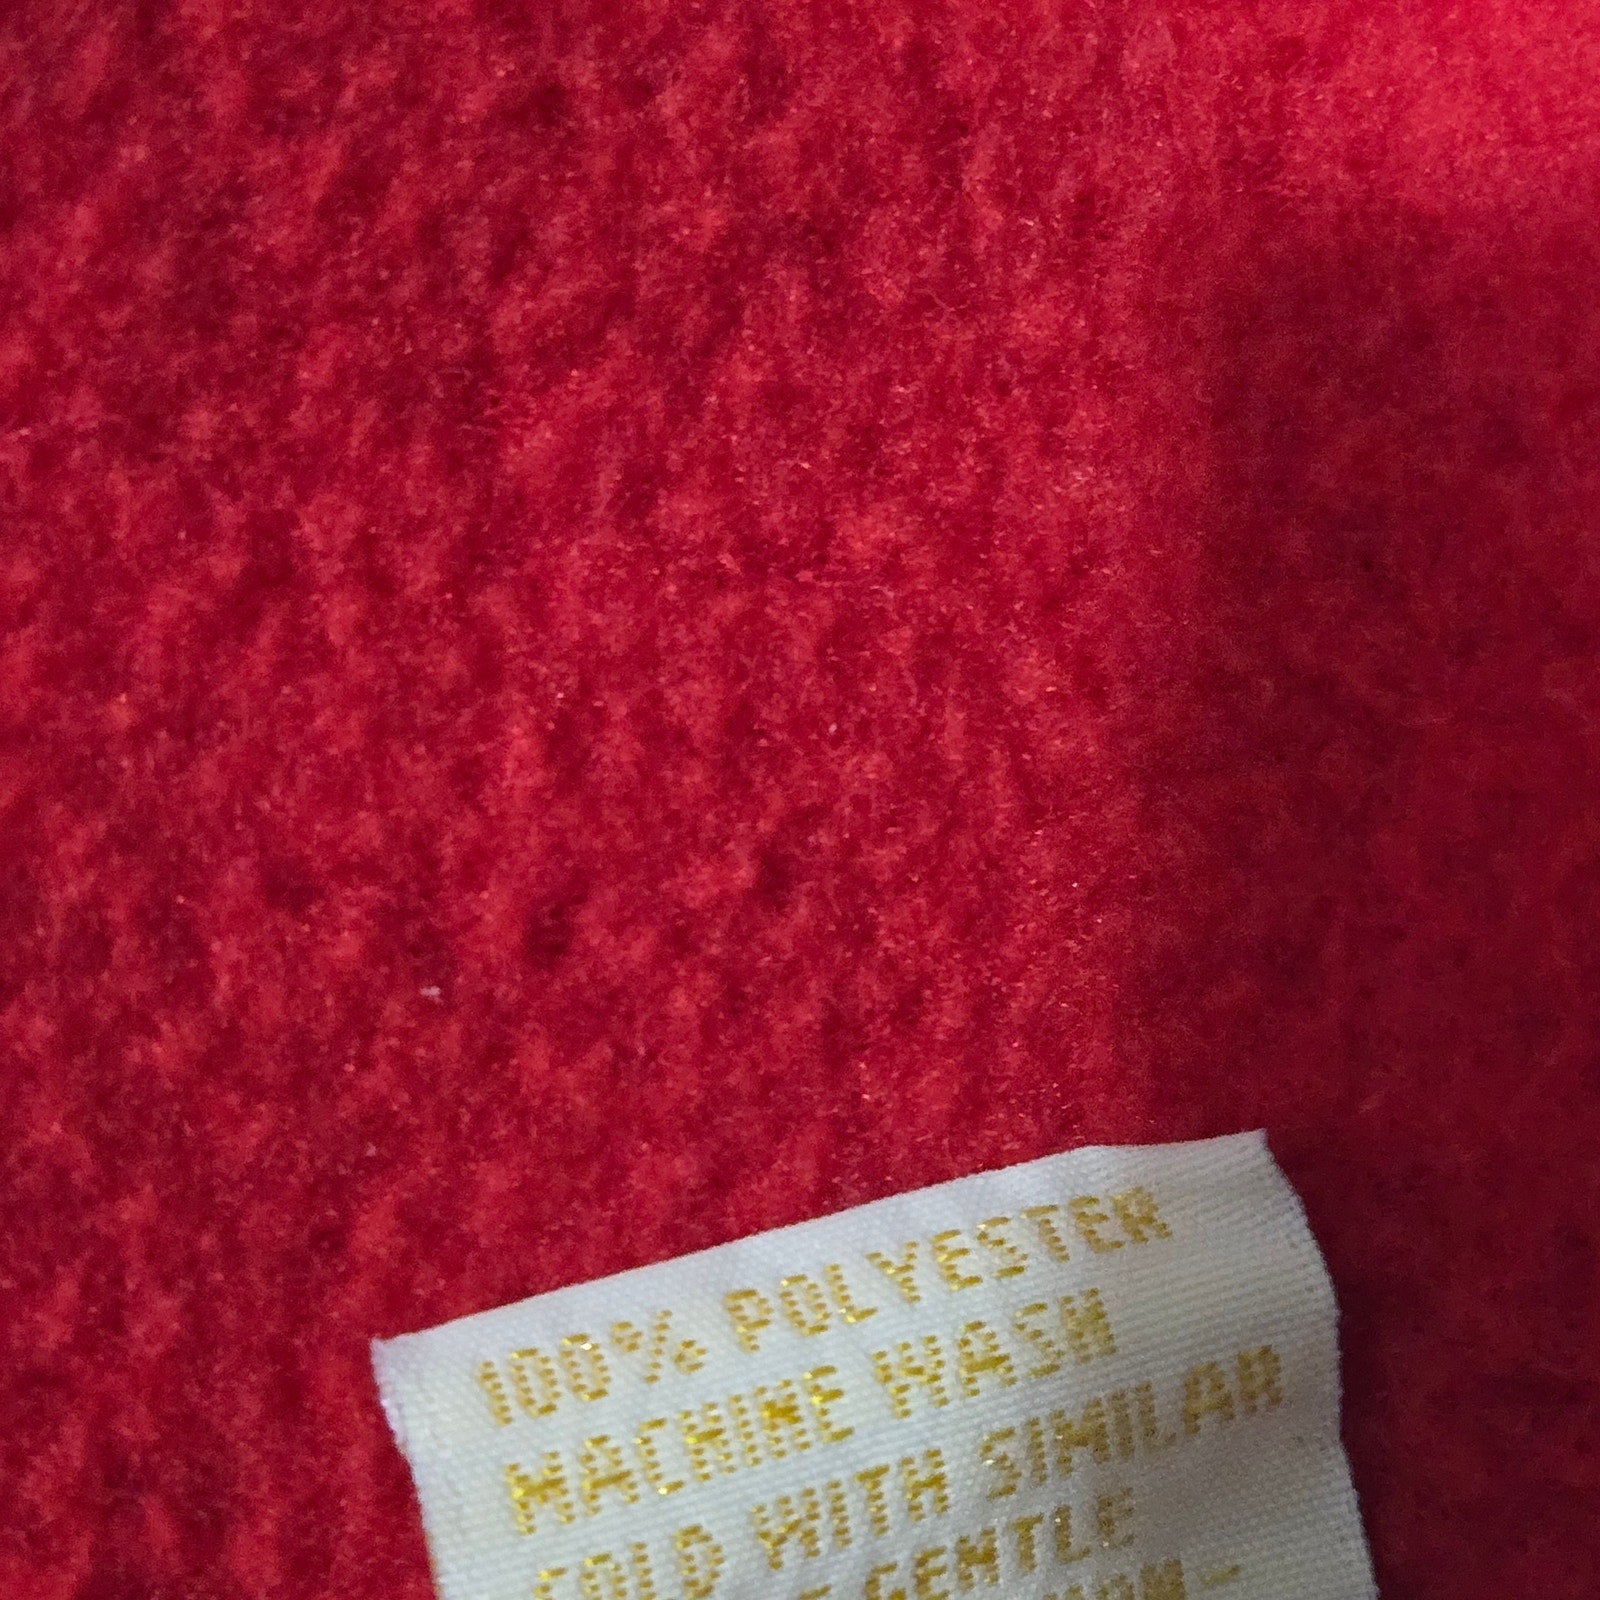 100% POLYESTER
MACHINE WASH
COLD WITH SIMILAR
GENTLE